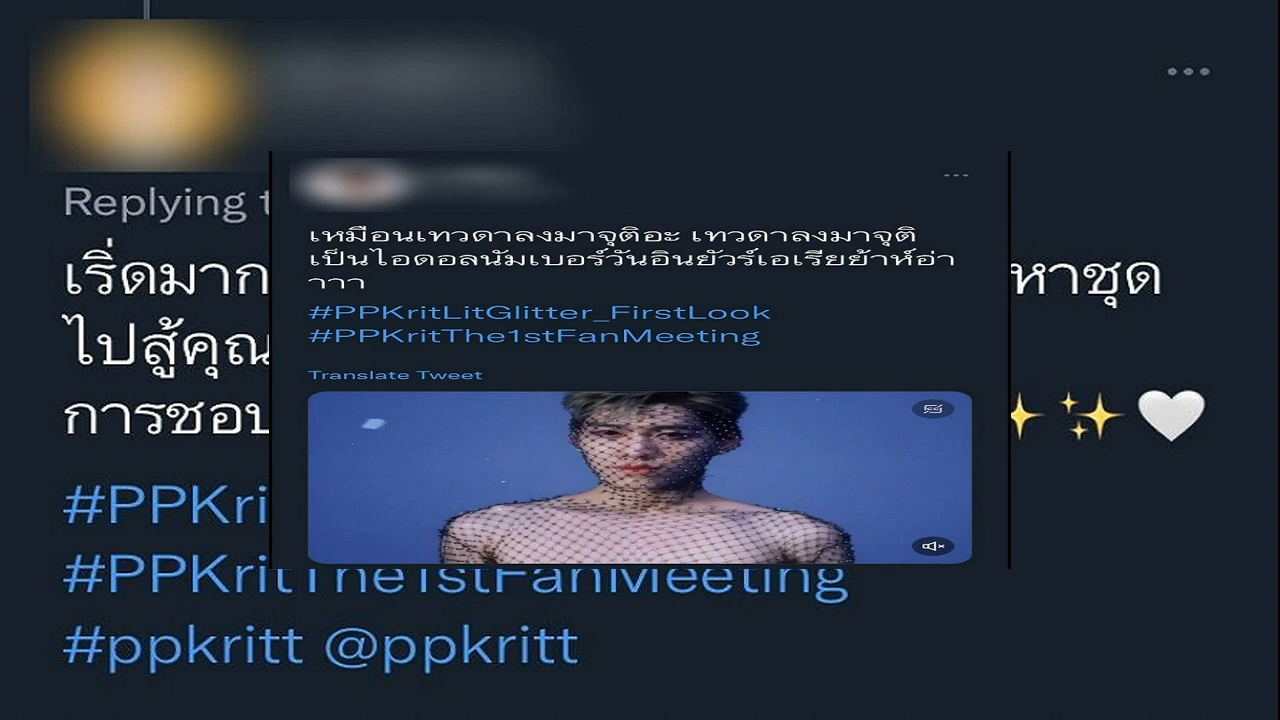 Replying
เหมือนเทวดาลงมาจุติอะ เทวดาลงมาจุติ
เป็นไอดอลนัมเบอร์วันอินยัวร์เอเรียย้าห์อ่า
าาา
#PPKritLitGlitter_FirstLook
#PPKritThe1stFanMeeting
Translate Tweet
เริ่ดมาก หาชุด
ไปสู้คุณ
การชอบ ✨🤍
#PPKri
#PPKritThe1stFanMeeting
#ppkritt @ppkritt